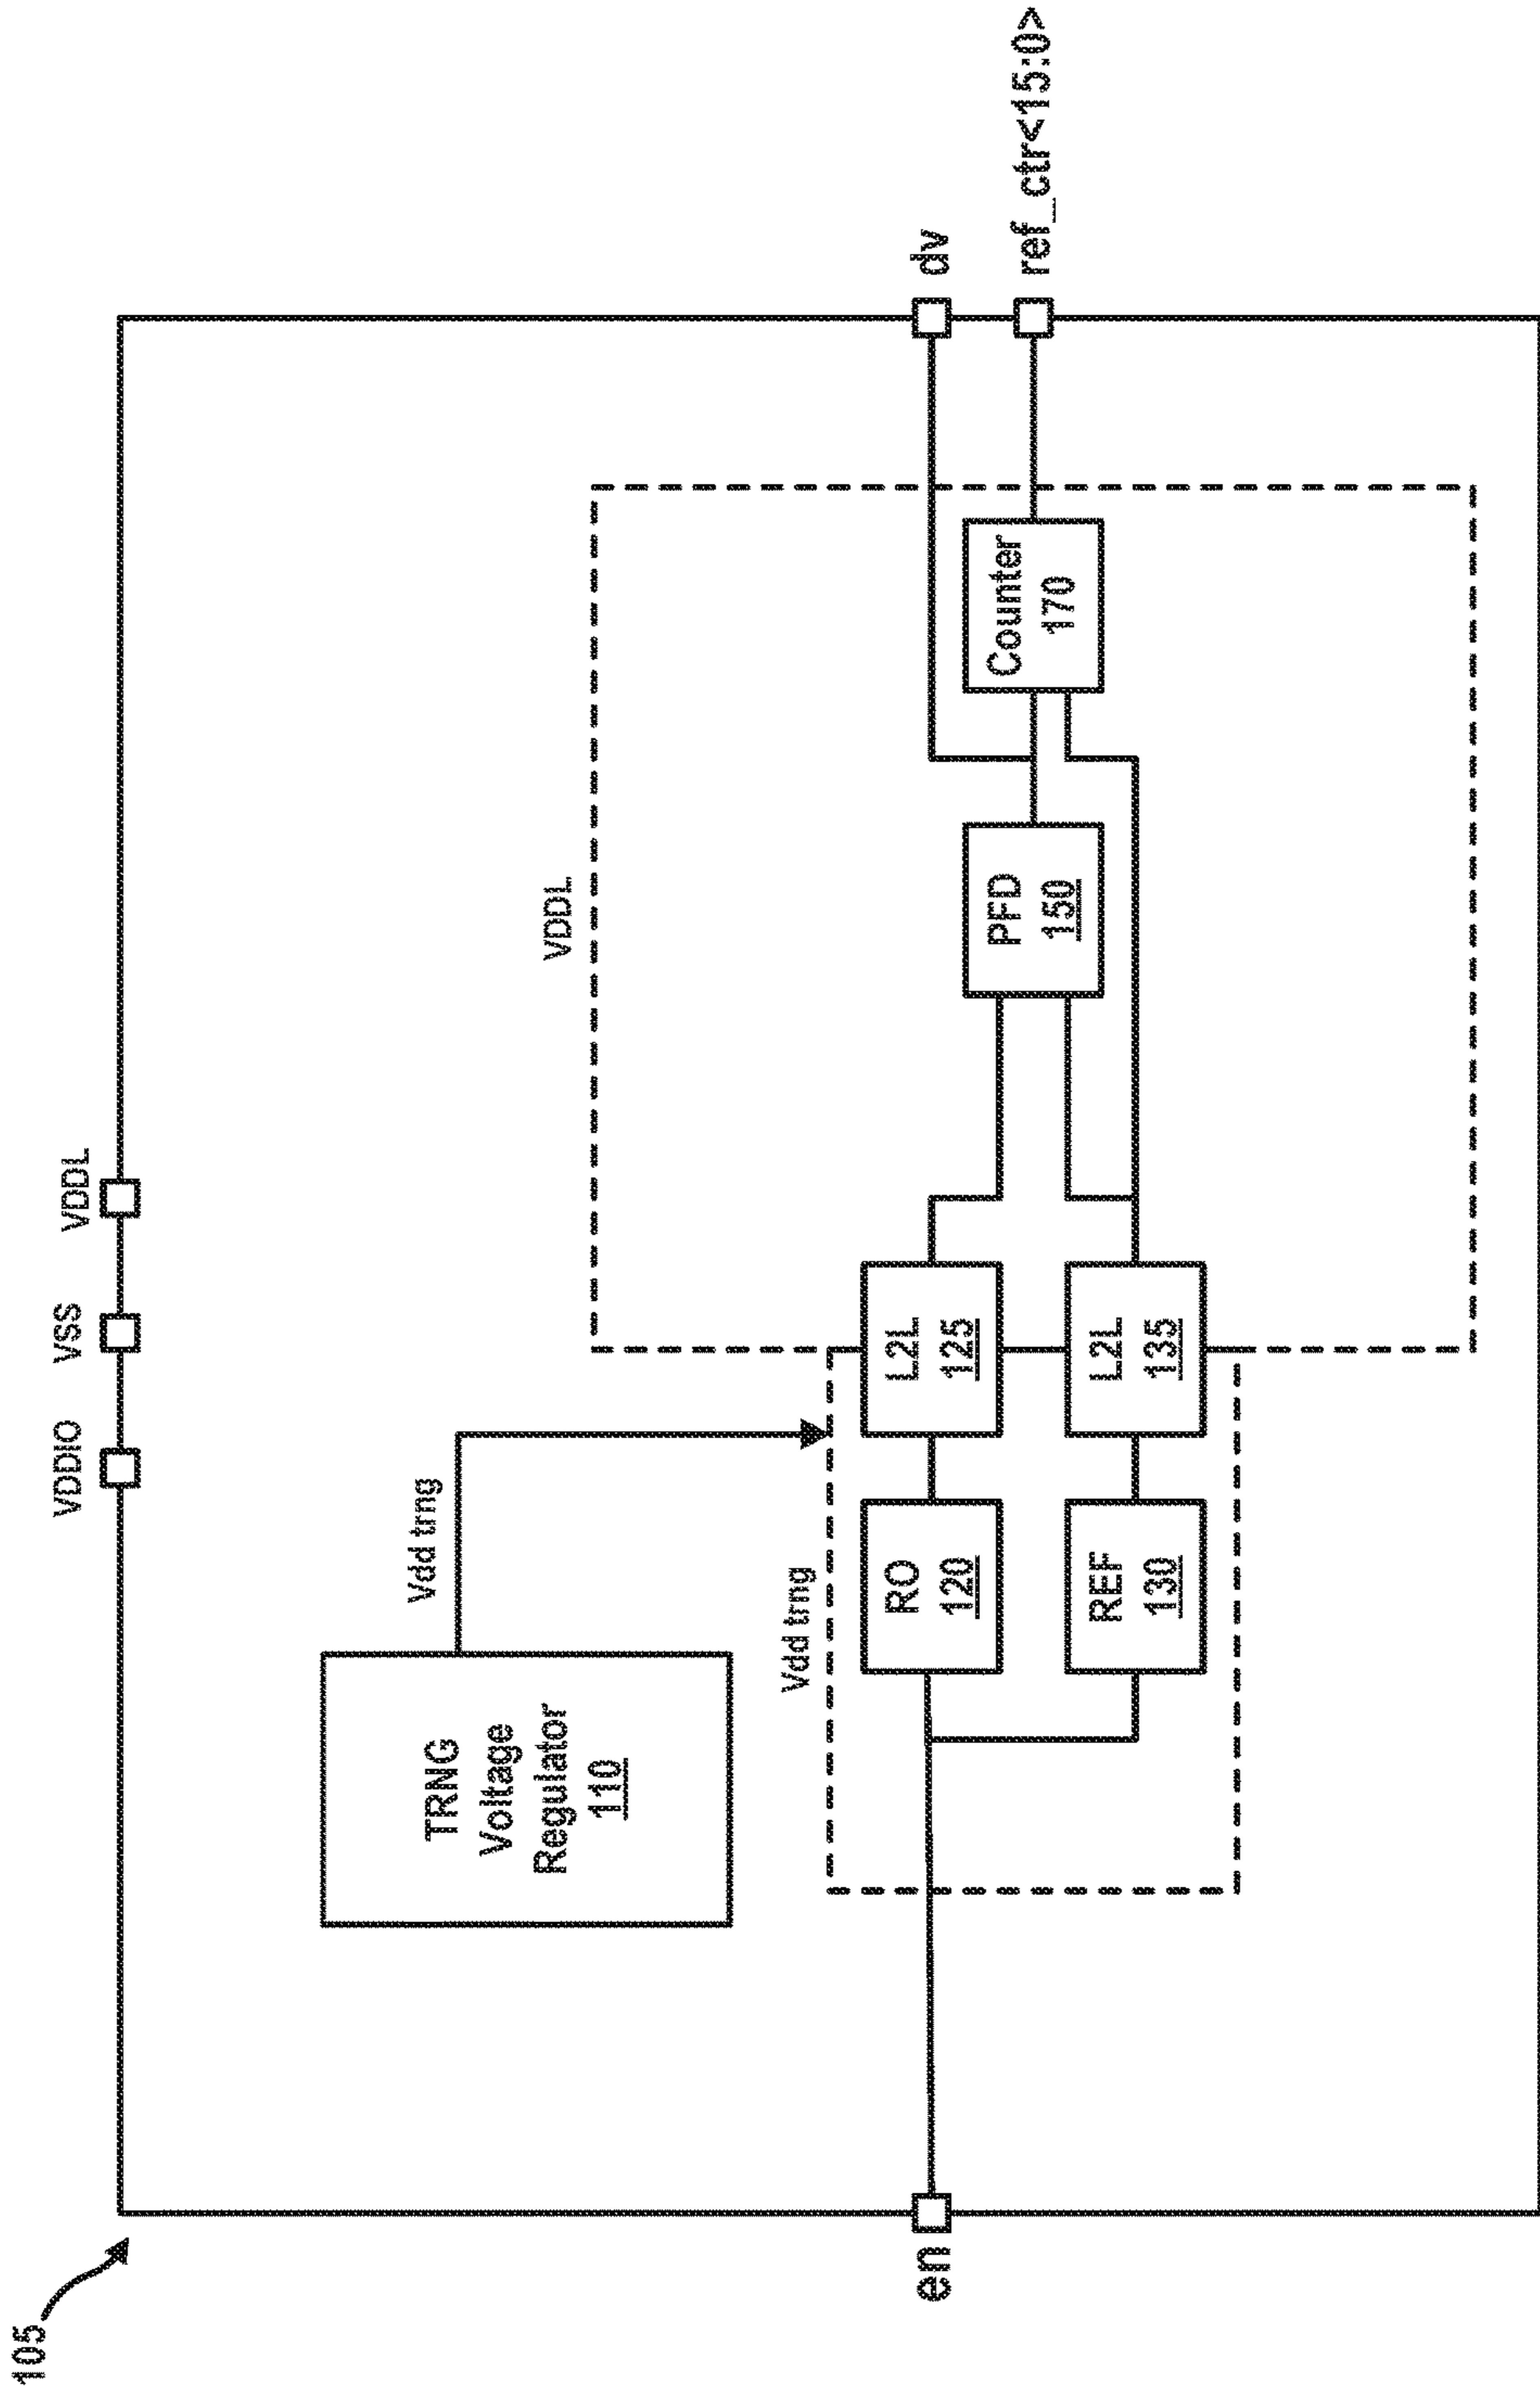 105
VDDIO
VSS
VDDL
TRNG
Voltage
Regulator
110
Vdd trng
Vdd trng
VDDL
en
RO
120
L2L
125
REF
130
L2L
135
PFD
150
Counter
170
dv
ref_ctr<15:0>